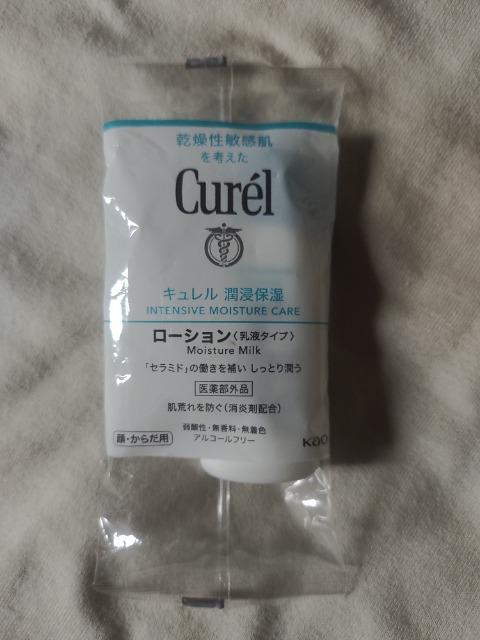 乾燥性敏感肌
を考えた
Curél
キュレル 潤浸保湿
INTENSIVE MOISTURE CARE
ローション〈乳液タイプ〉
Moisture Milk
「セラミド」の働きを補い しっとり潤う
医薬部外品
肌荒れを防ぐ(消炎剤配合)
弱酸性・無香料・無着色
アルコールフリー
顔・からだ用
Kao